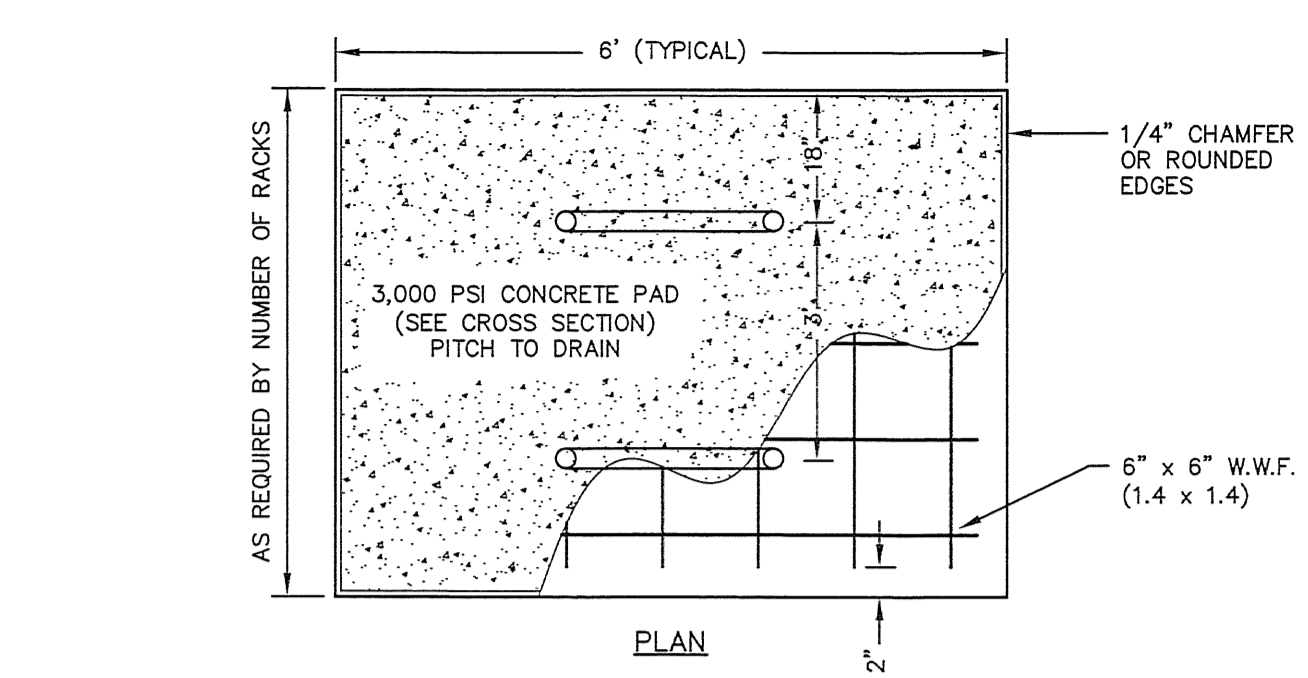 6' (TYPICAL)
AS REQUIRED BY NUMBER OF RACKS
18"
1/4" CHAMFER
OR ROUNDED
EDGES
3,000 PSI CONCRETE PAD
(SEE CROSS SECTION)
PITCH TO DRAIN
3'
6" x 6" W.W.F.
(1.4 x 1.4)
PLAN
2"